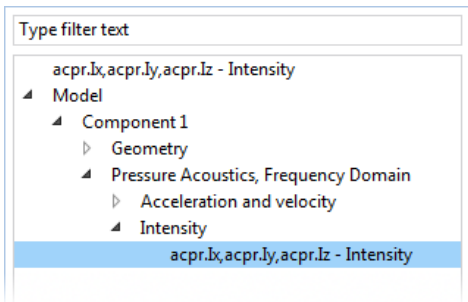 Type filter text
acpr.Ix,acpr.Iy,acpr.Iz - Intensity
Model
Component 1
Geometry
Pressure Acoustics, Frequency Domain
Acceleration and velocity
Intensity
acpr.Ix,acpr.Iy,acpr.Iz - Intensity